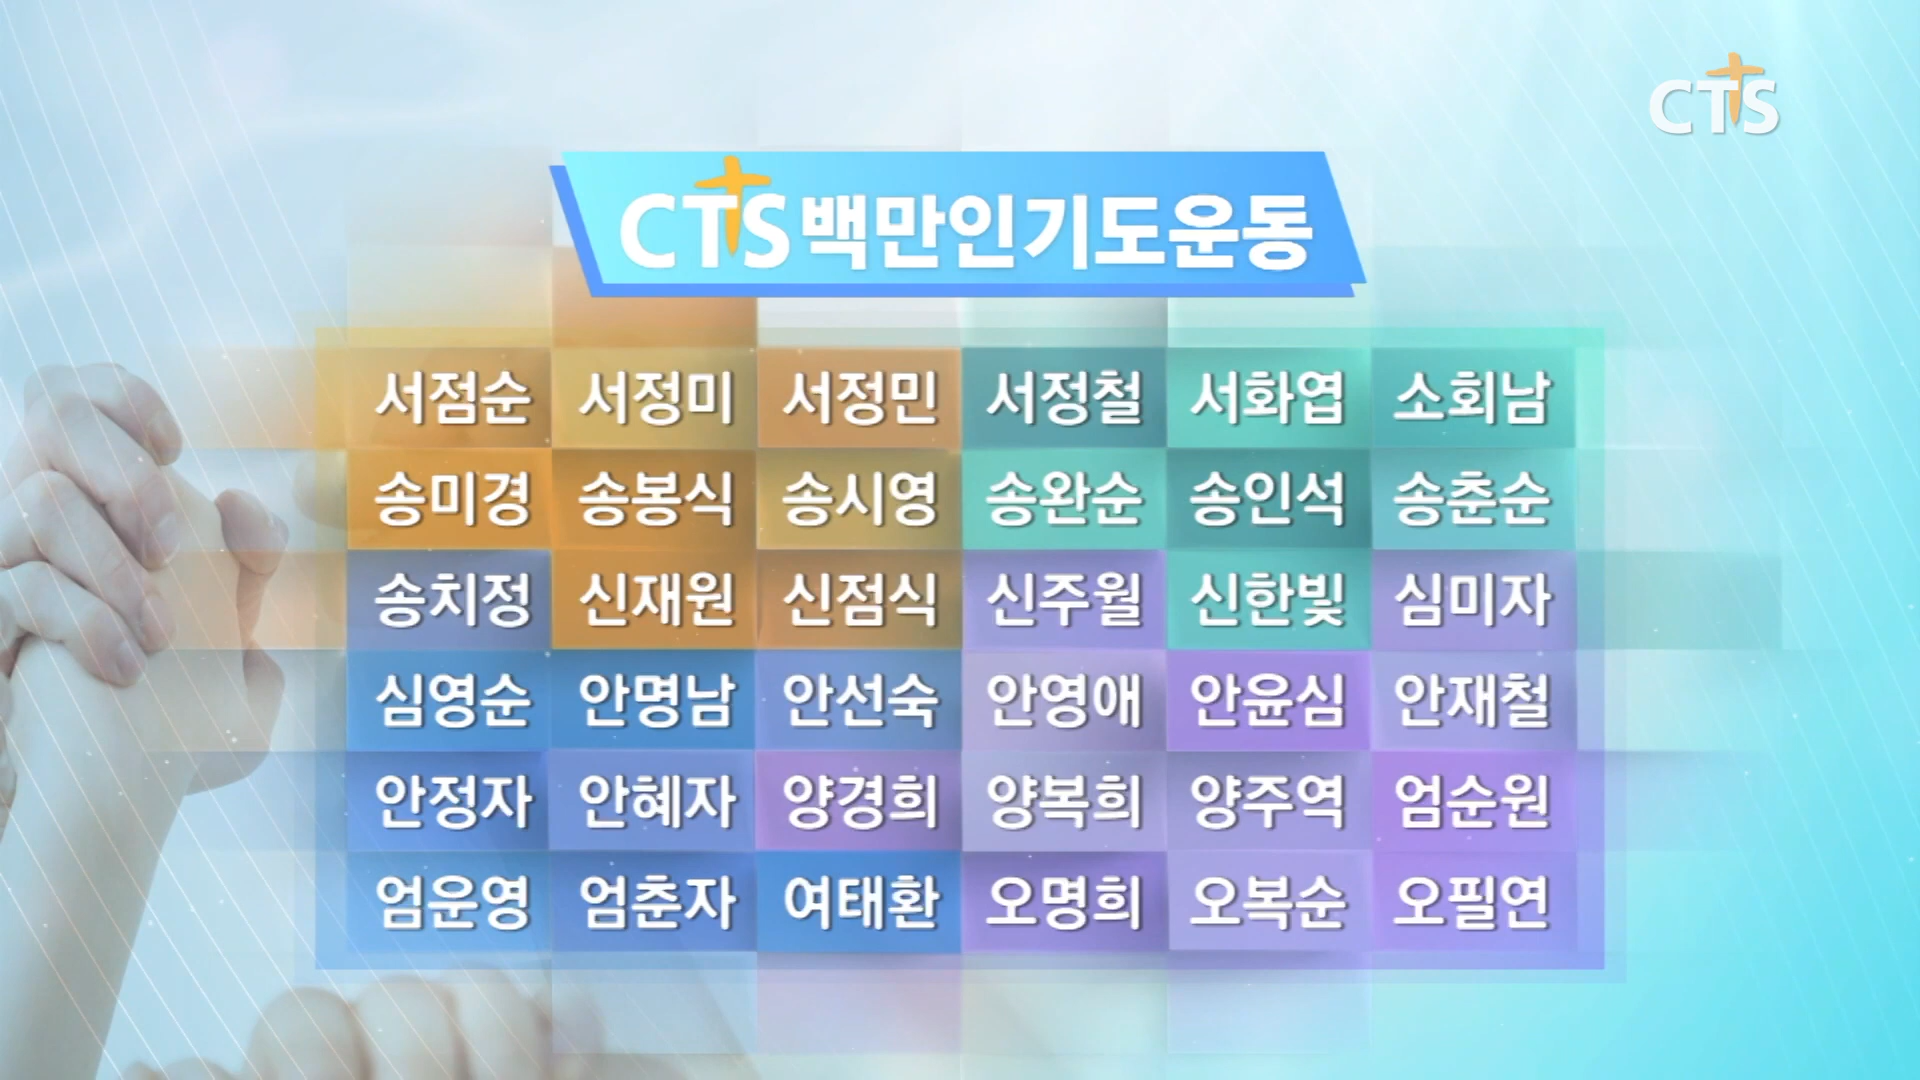 CTS
CTS백만인기도운동
서점순 서정미 서정민 서정철 서화엽 소회남
송미경 송봉식 송시영 송완순 송인석 송춘순
송치정 신재원 신점식 신주월 신한빛 심미자
심영순 안명남 안선숙 안영애 안윤심 안재철
안정자 안혜자 양경희 양복희 양주역 엄순원
엄운영 엄춘자 여태환 오명희 오복순 오필연